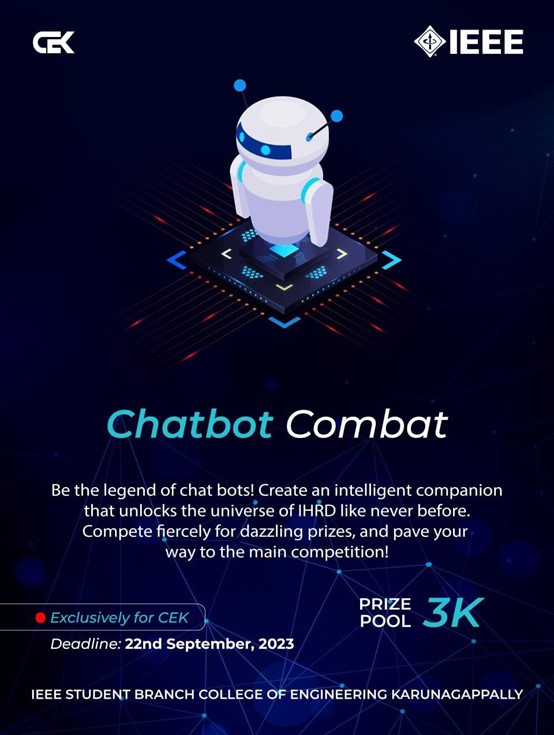 CEK
IEEE
Chatbot Combat
Be the legend of chat bots! Create an intelligent companion
that unlocks the universe of IHRD like never before.
Compete fiercely for dazzling prizes, and pave your
way to the main competition!
Exclusively for CEK
Deadline: 22nd September, 2023
PRIZE
POOL
3K
IEEE STUDENT BRANCH COLLEGE OF ENGINEERING KARUNAGAPPALLY